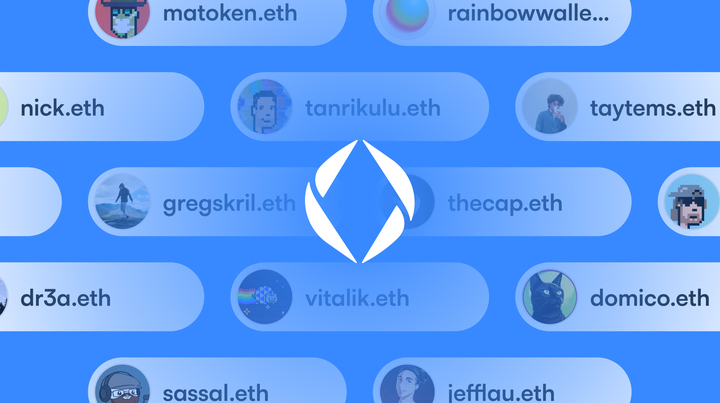 matoken.eth
rainbowwalle...
nick.eth
tanrikulu.eth
taytems.eth
gregskril.eth
thecap.eth
dr3a.eth
vitalik.eth
domico.eth
sassal.eth
jefflau.eth